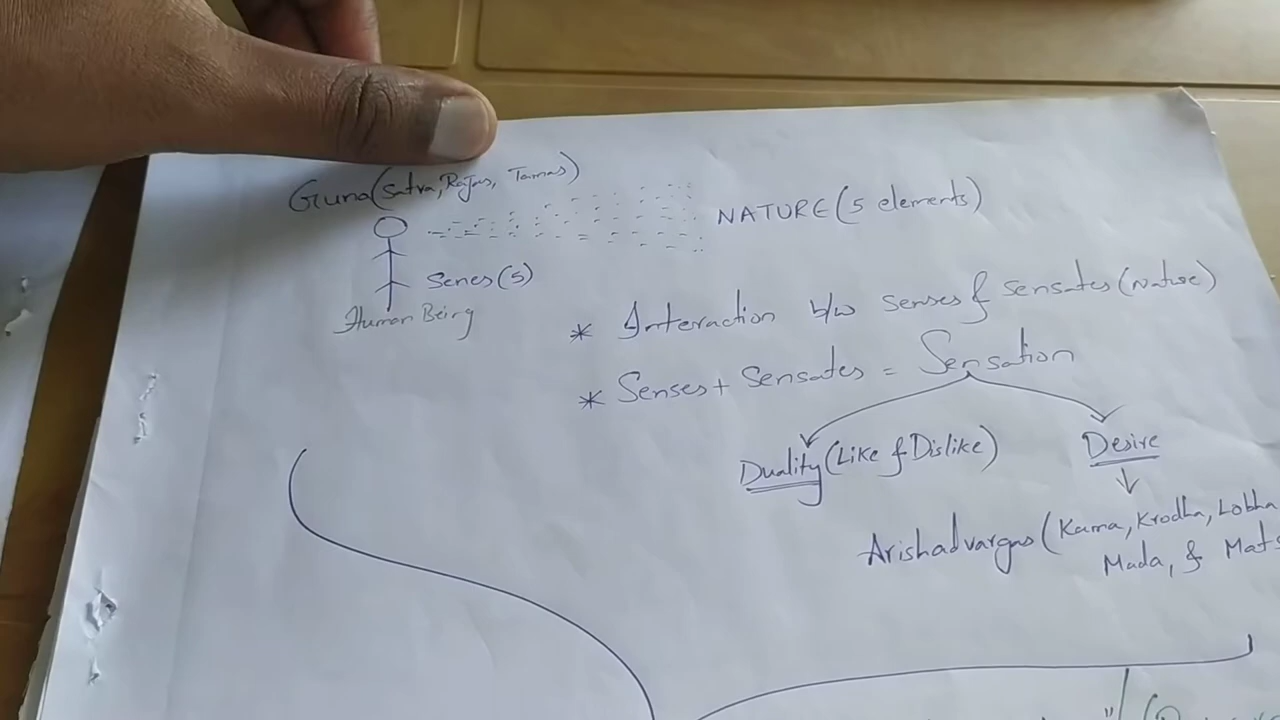 Guna(Satva, Rajas, Tamas)
NATURE (5 elements)
Senes(5)
Human Being
* Interaction b/w senses & sensates (Nature)
* Senses + Sensates = Sensation
Duality (Like & Dislike)
Desire
Arishadvargas (Kama, Krodha, Lobha
Mada, & Mats